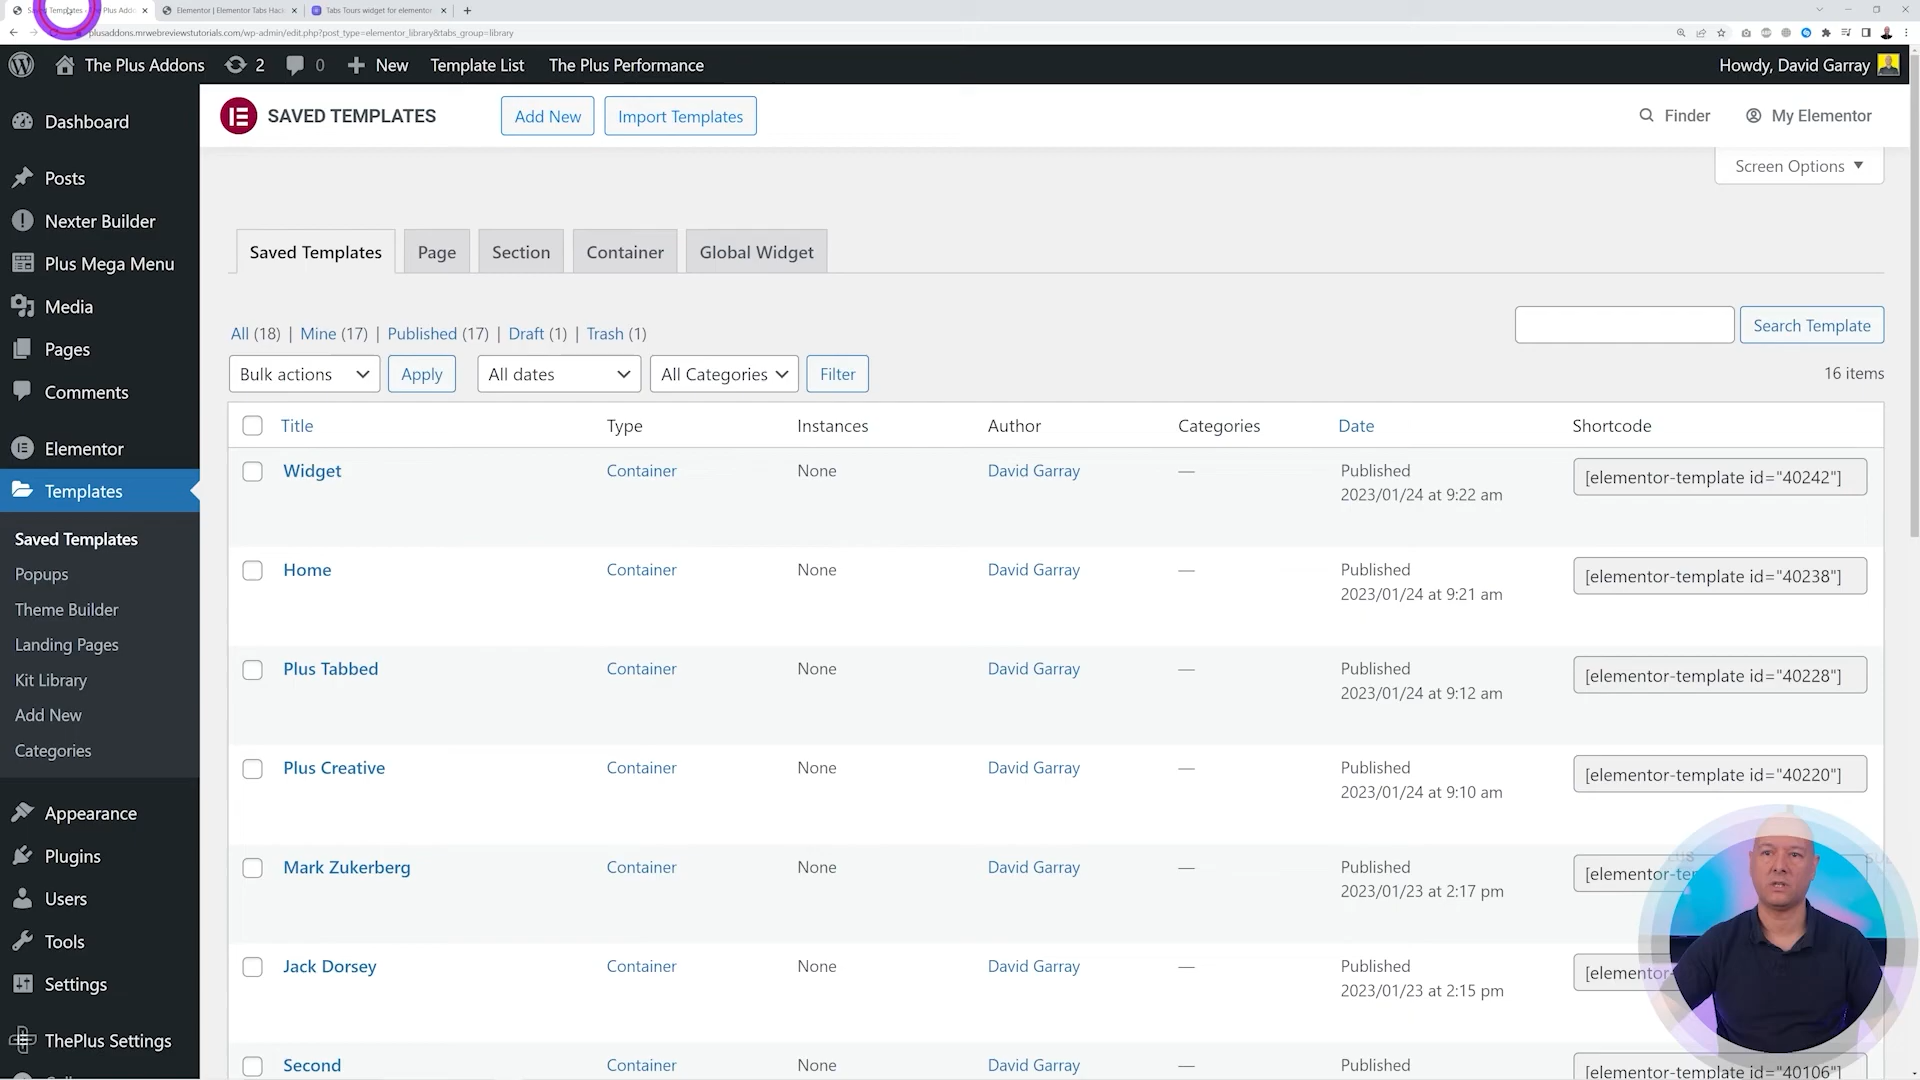 Elementor | Elementor Tabs Hac
Tabs Tours widget for elementor
plusaddons.mrwebreviewstutorials.com/wp-admin/edit.php?post_type=elementor_library&tabs_group=library
The Plus Addons
2
0
New
Template List
The Plus Performance
Howdy, David Garray
SAVED TEMPLATES
Add New
Import Templates
Finder
My Elementor
Screen Options
Dashboard
Posts
Nexter Builder
Plus Mega Menu
Media
Pages
Comments
Elementor
Templates
Saved Templates
Popups
Theme Builder
Landing Pages
Kit Library
Add New
Categories
Appearance
Plugins
Users
Tools
Settings
ThePlus Settings
Saved Templates
Page
Section
Container
Global Widget
All (18) | Mine (17) | Published (17) | Draft (1) | Trash (1)
Search Template
Bulk actions
Apply
All dates
All Categories
Filter
16 items
Title Type Instances Author Categories Date Shortcode
Widget Container None David Garray — Published [elementor-template id="40242"]
2023/01/24 at 9:22 am
Home Container None David Garray — Published [elementor-template id="40238"]
2023/01/24 at 9:21 am
Plus Tabbed Container None David Garray — Published [elementor-template id="40228"]
2023/01/24 at 9:12 am
Plus Creative Container None David Garray — Published [elementor-template id="40220"]
2023/01/24 at 9:10 am
Mark Zukerberg Container None David Garray — Published [elementor-te
2023/01/23 at 2:17 pm
Jack Dorsey Container None David Garray — Published [elementor-
2023/01/23 at 2:15 pm
Second Container None David Garray — Published [elementor-template id="40106"]